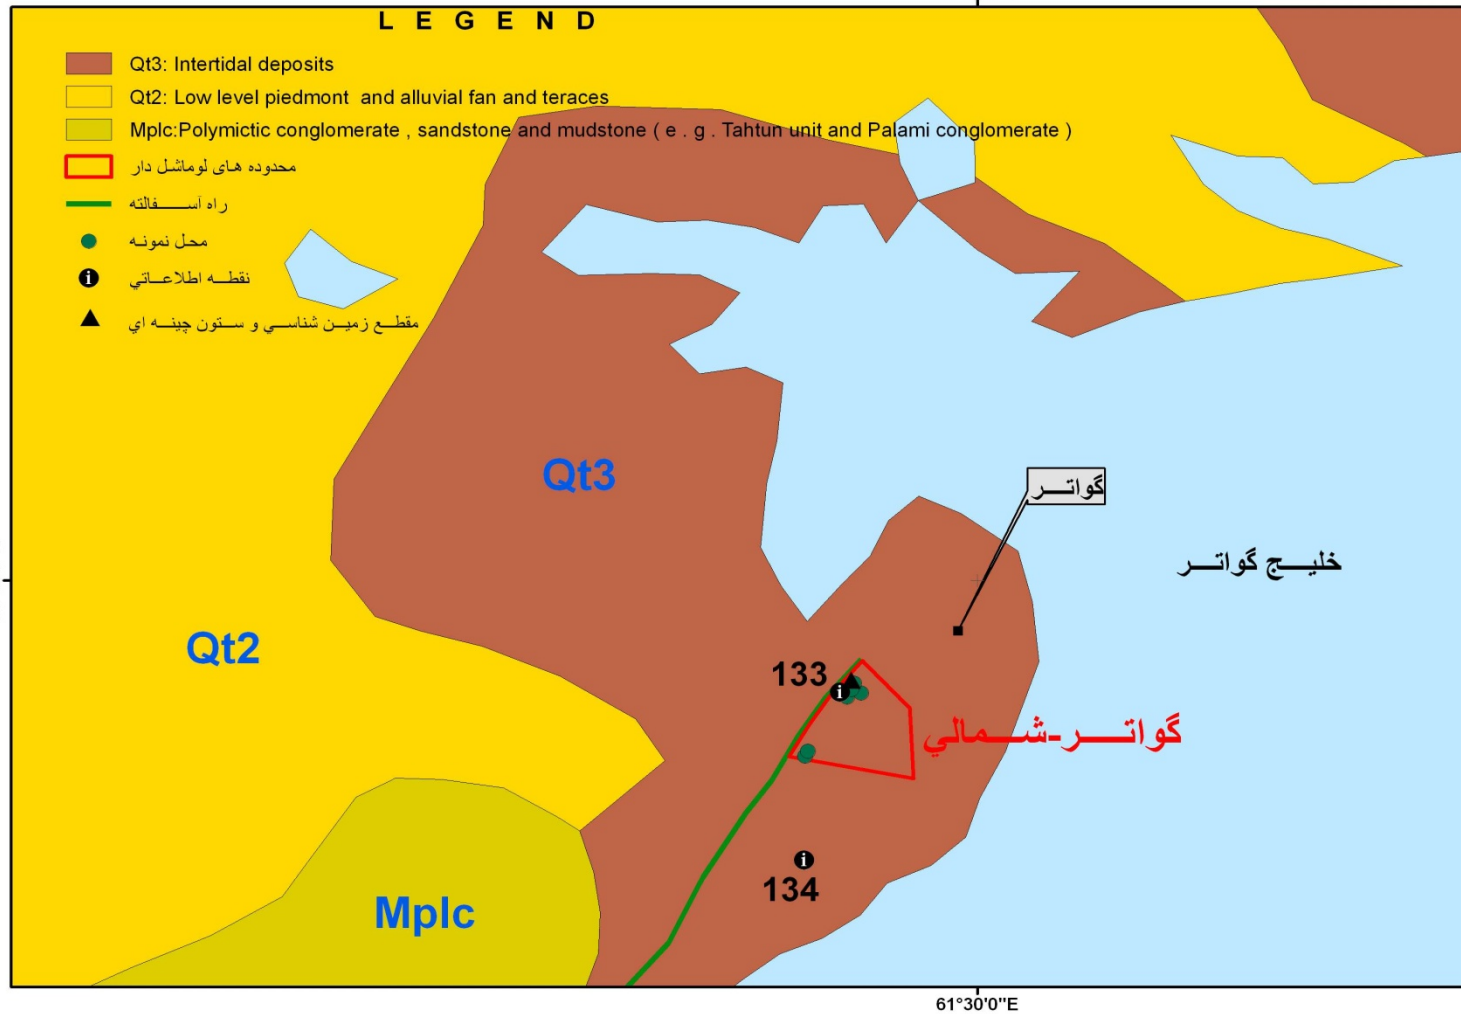 L E G E N D
Qt3: Intertidal deposits
Qt2: Low level piedmont and alluvial fan and teraces
Mplc:Polymictic conglomerate , sandstone and mudstone ( e . g . Tahtun unit and Palami conglomerate )
محدوده های لوماشل دار
راه آسفالته
محل نمونه
i نقطه اطلاعاتي
مقطع زمين شناسي و ستون چينه اي
Qt3
گواتر
خليج گواتر
Qt2
133
i
گواتر-شمالي
i
134
Mplc
61°30'0"E